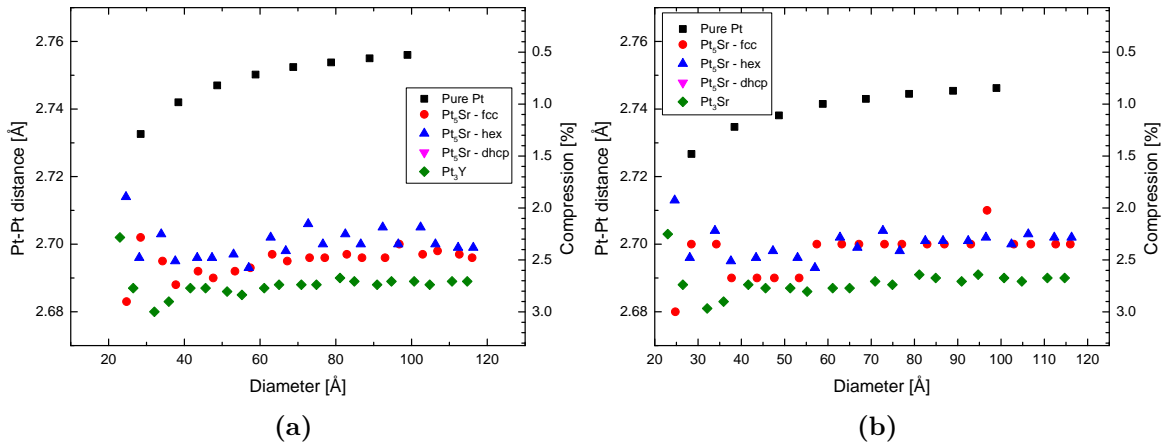 2.76
2.74
2.72
2.70
2.68
Pt-Pt distance [Å]
0.5
1.0
1.5
2.0
2.5
3.0
Compression [%]
Pure Pt
Pt₅Sr - fcc
Pt₅Sr - hex
Pt₅Sr - dhcp
Pt₃Y
20 40 60 80 100 120
Diameter [Å]
(a)
2.76
2.74
2.72
2.70
2.68
Pt-Pt distance [Å]
0.5
1.0
1.5
2.0
2.5
3.0
Compression [%]
Pure Pt
Pt₅Sr - fcc
Pt₅Sr - hex
Pt₅Sr - dhcp
Pt₃Sr
20 30 40 50 60 70 80 90 100 110 120
Diameter [Å]
(b)